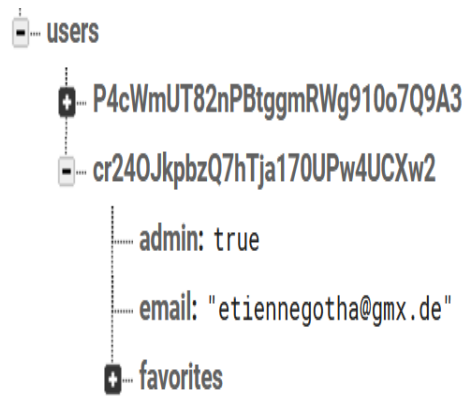 users
P4cWmUT82nPBtggmRWg910o7Q9A3
cr24OJkpbzQ7hTja170UPw4UCXw2
admin: true
email: "etiennegotha@gmx.de"
favorites